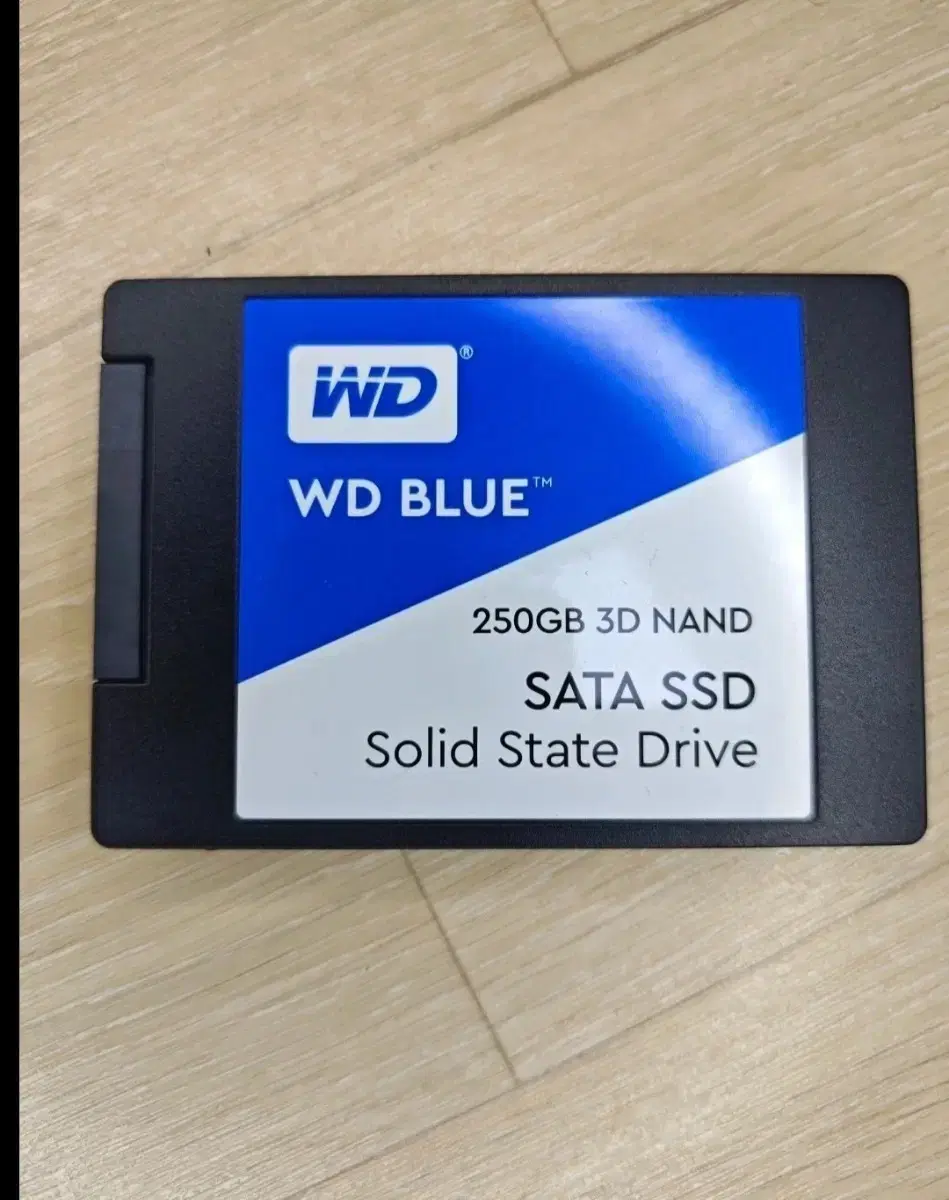 WD®
WD BLUE™
250GB 3D NAND
SATA SSD
Solid State Drive